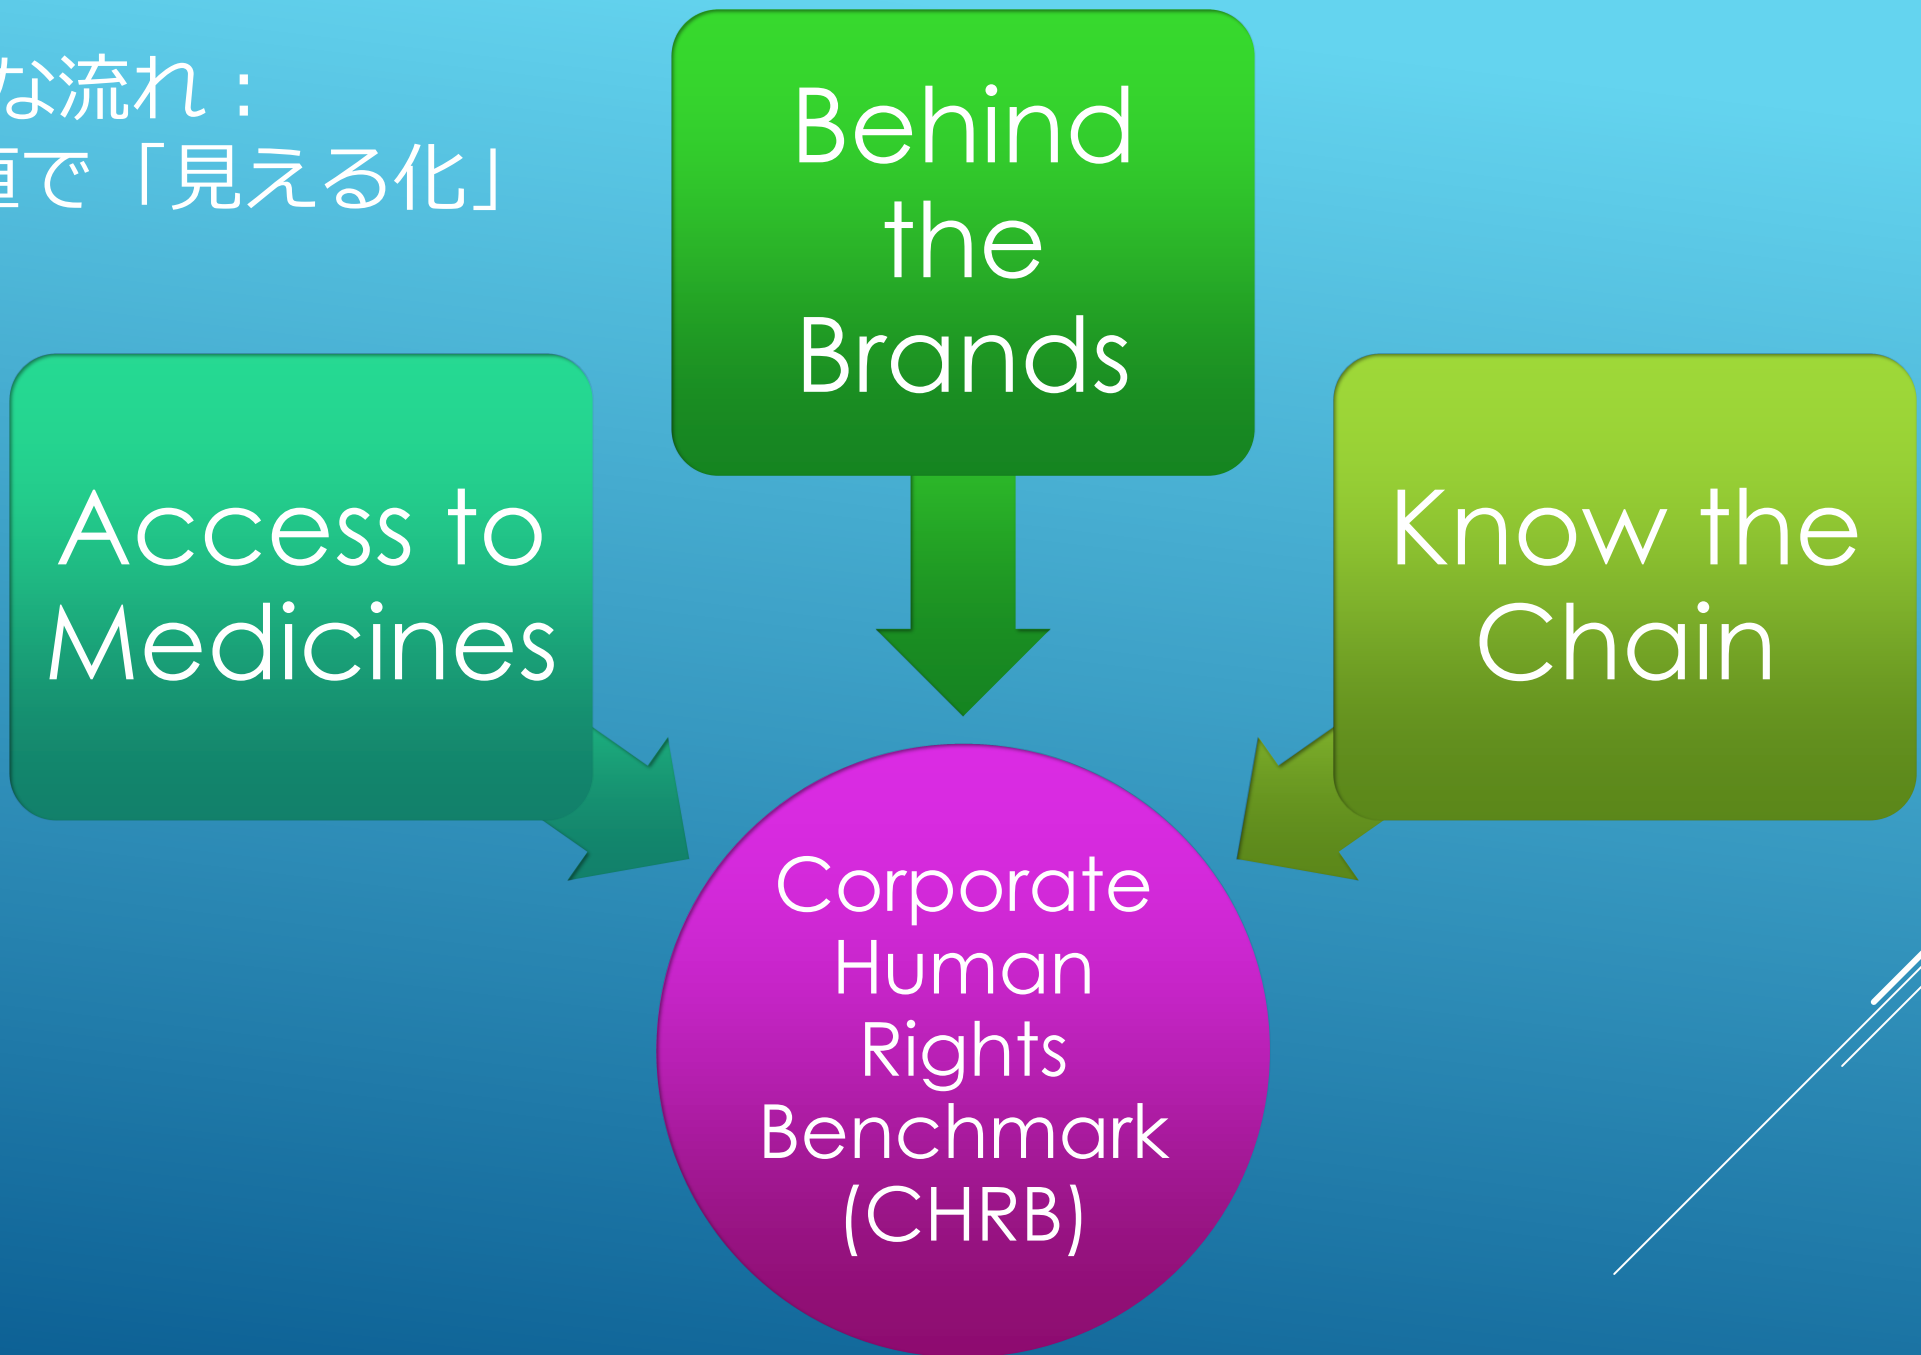 な流れ：
で「見える化」
Behind
the
Brands
Access to
Medicines
Know the
Chain
Corporate
Human
Rights
Benchmark
(CHRB)